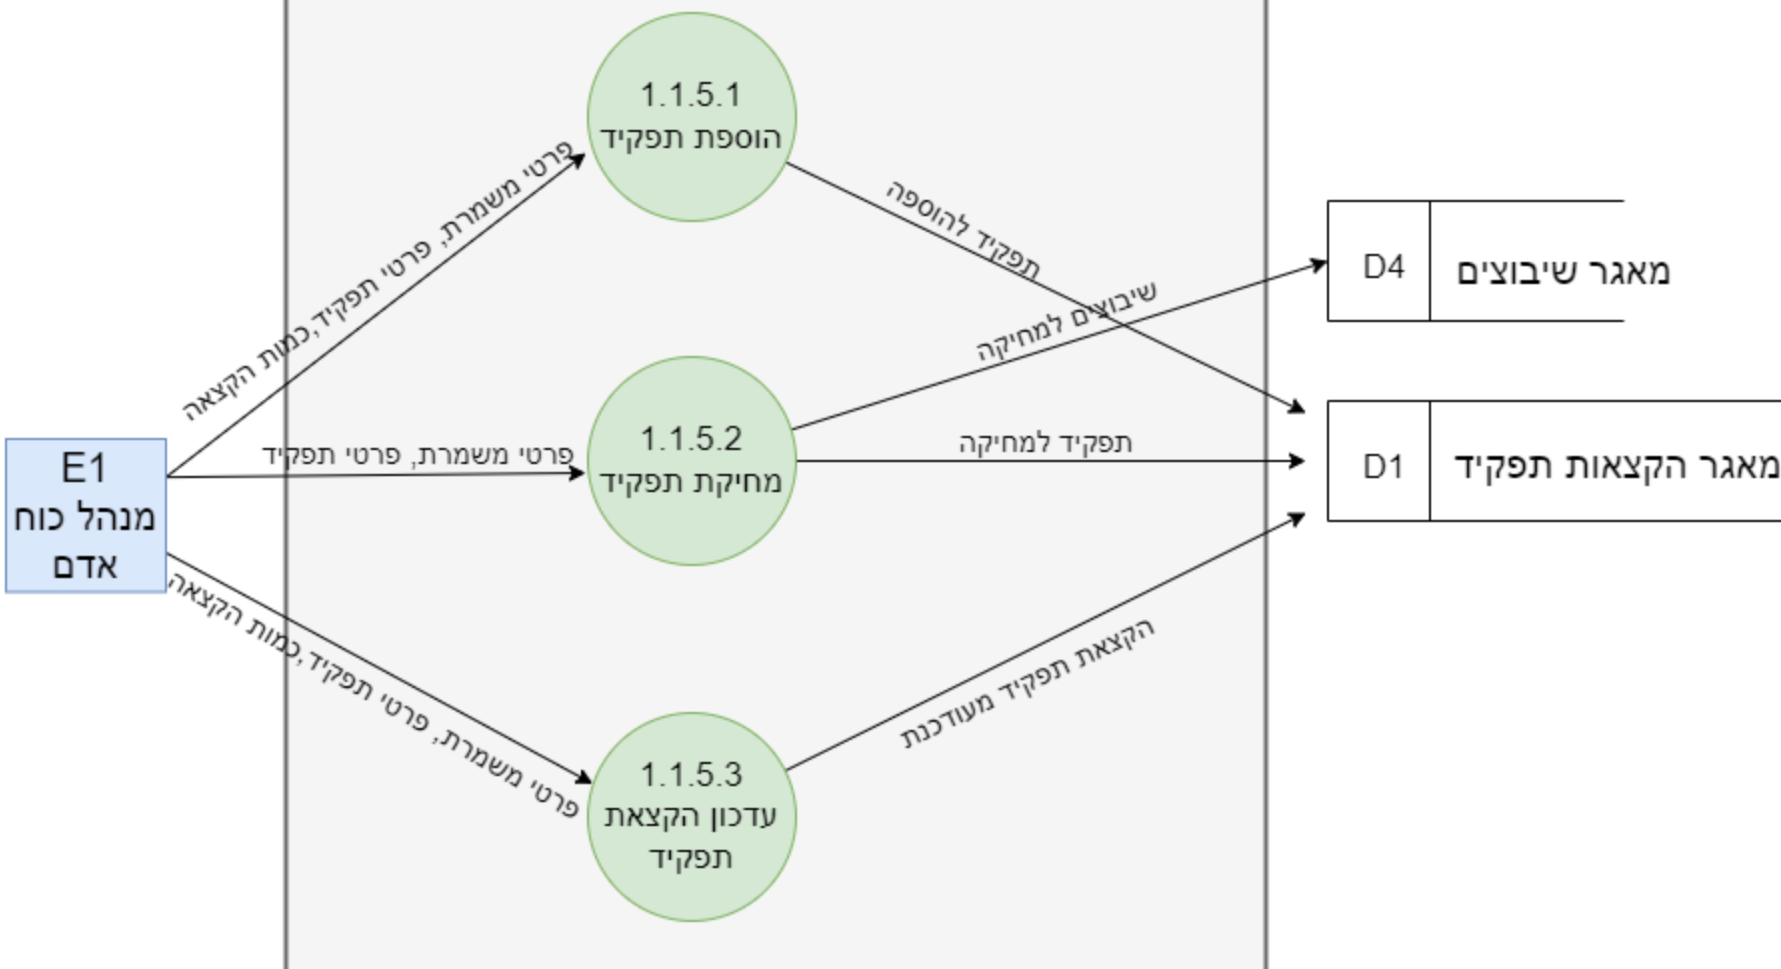 1.1.5.1
הוספת תפקיד
פרטי משמרת, פרטי תפקיד,כמות הקצאה
תפקיד להוספה
D4
מאגר שיבוצים
שיבוצים למחיקה
E1
מנהל כוח
אדם
פרטי משמרת, פרטי תפקיד
1.1.5.2
מחיקת תפקיד
תפקיד למחיקה
D1
מאגר הקצאות תפקיד
פרטי משמרת, פרטי תפקיד,כמות הקצאה
1.1.5.3
עדכון הקצאת
תפקיד
הקצאת תפקיד מעודכנת